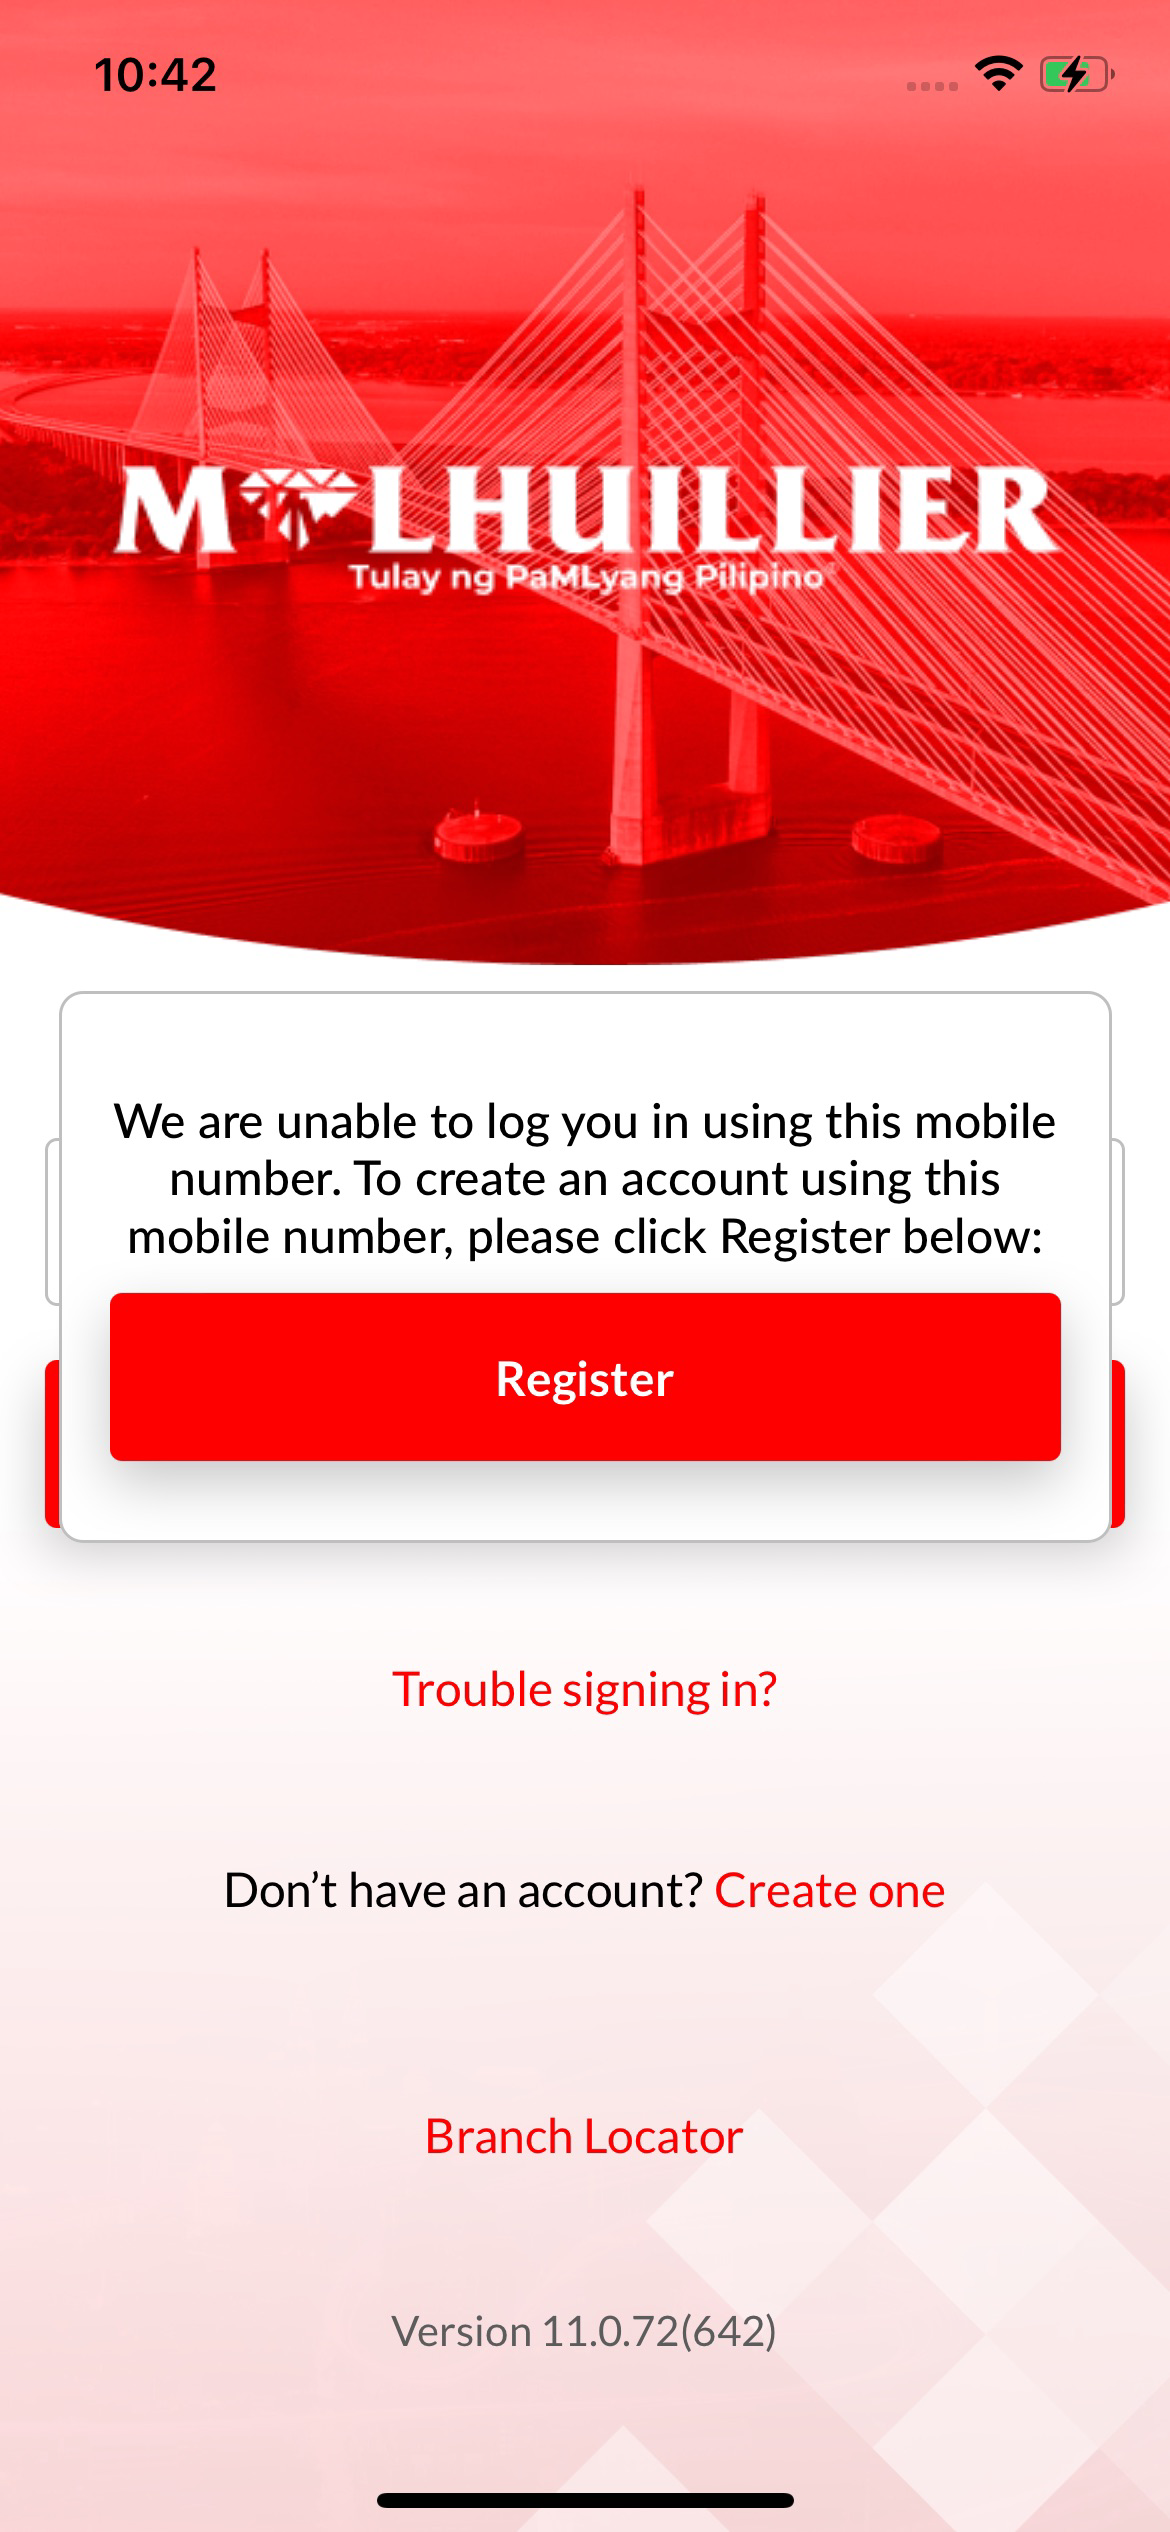 10:42
M LHUILLIER
Tulay ng PaMLyang Pilipino
We are unable to log you in using this mobile
number. To create an account using this
mobile number, please click Register below:
Register
Trouble signing in?
Don’t have an account? Create one
Branch Locator
Version 11.0.72(642)